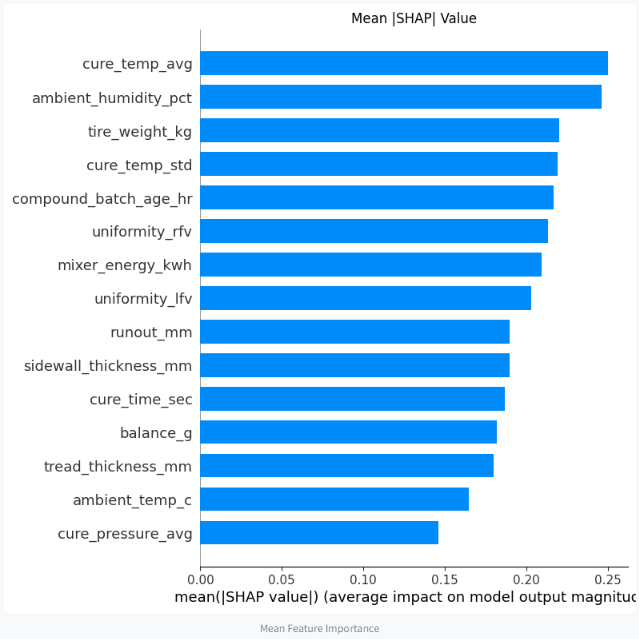 Mean |SHAP| Value
cure_temp_avg
ambient_humidity_pct
tire_weight_kg
cure_temp_std
compound_batch_age_hr
uniformity_rfv
mixer_energy_kwh
uniformity_lfv
runout_mm
sidewall_thickness_mm
cure_time_sec
balance_g
tread_thickness_mm
ambient_temp_c
cure_pressure_avg
0.00 0.05 0.10 0.15 0.20 0.25
mean(|SHAP value|) (average impact on model output magnitud
Mean Feature Importance